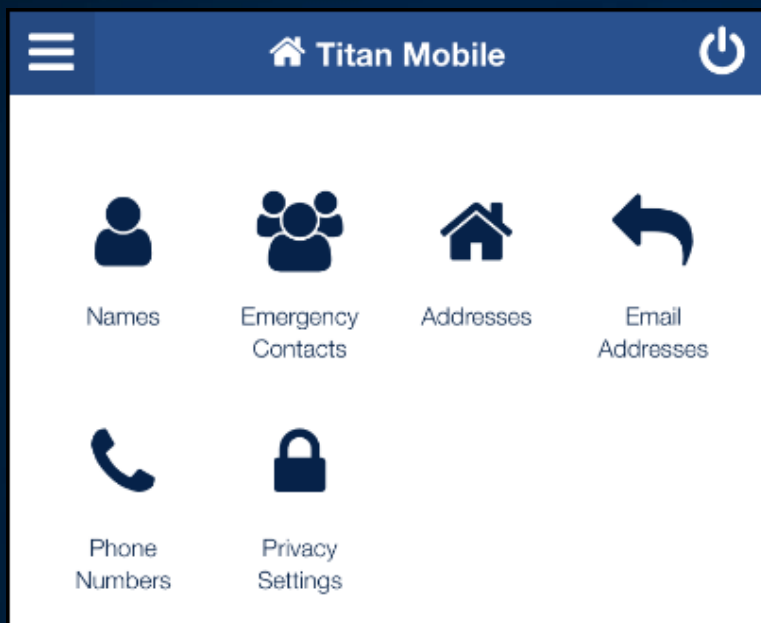 Titan Mobile
Names
Emergency
Contacts
Addresses
Email
Addresses
Phone
Numbers
Privacy
Settings